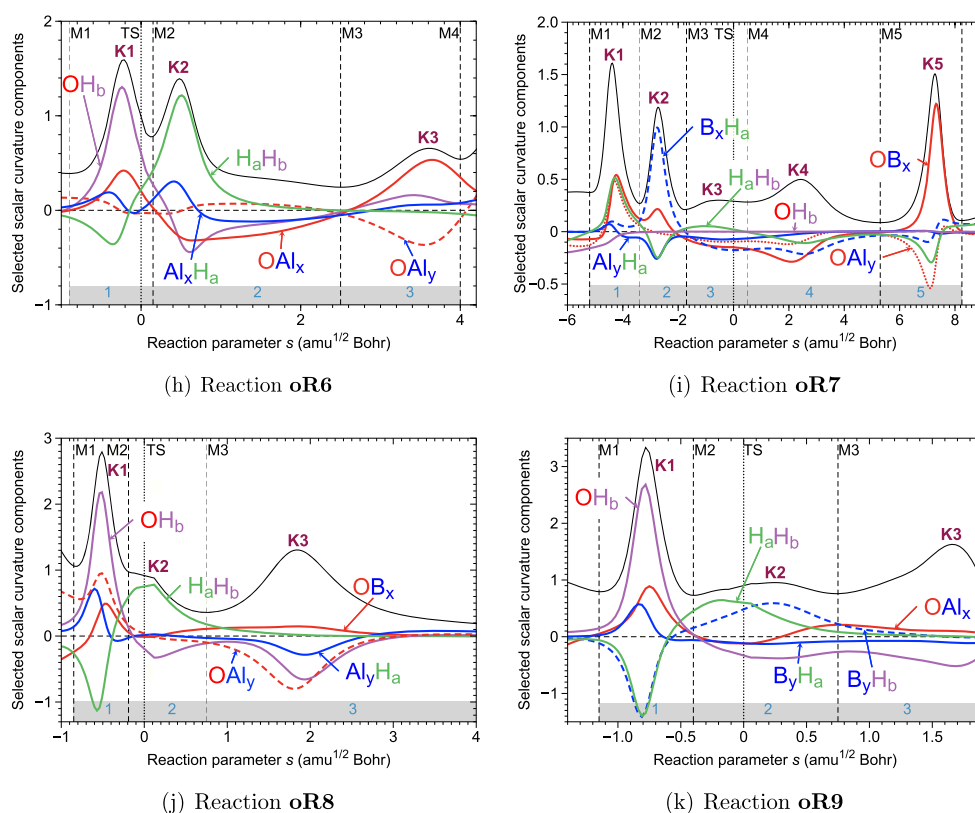 M1 TS M2 M3 M4
K1
K2
K3
OHb
HaHb
AlxHa
OAlx
OAly
1 2 3
2
1
0
−1
0 2 4
Selected scalar curvature components
Reaction parameter s (amu1/2 Bohr)
(h) Reaction oR6
M1 M2 M3 TS M4 M5
K1
K2
K3
K4
K5
BxHa
HaHb
OHb
OBx
AlyHa
OAly
1 2 3 4 5
2.0
1.5
1.0
0.5
0.0
−0.5
−6 −4 −2 0 2 4 6 8
Selected scalar curvature components
Reaction parameter s (amu1/2 Bohr)
(i) Reaction oR7
M1 M2 TS M3
K1
K2
K3
OHb
HaHb
OBx
OAly
AlyHa
1 2 3
3
2
1
0
−1
−1 0 1 2 3 4
Selected scalar curvature components
Reaction parameter s (amu1/2 Bohr)
(j) Reaction oR8
M1 M2 TS M3
K1
K2
K3
OHb
HaHb
OAlx
ByHa
ByHb
1 2 3
3
2
1
0
−1
−1.0 −0.5 0.0 0.5 1.0 1.5
Selected scalar curvature components
Reaction parameter s (amu1/2 Bohr)
(k) Reaction oR9